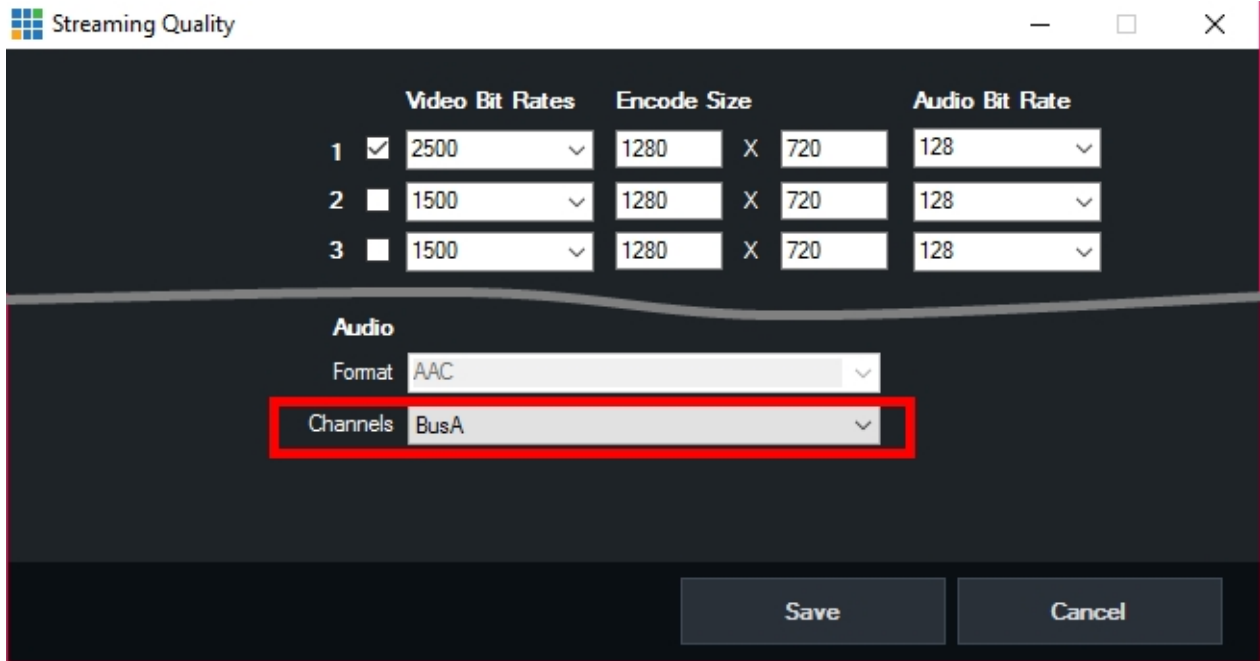 Streaming Quality
Video Bit Rates Encode Size Audio Bit Rate
1 2500 1280 X 720 128
2 1500 1280 X 720 128
3 1500 1280 X 720 128
Audio
Format AAC
Channels BusA
Save Cancel